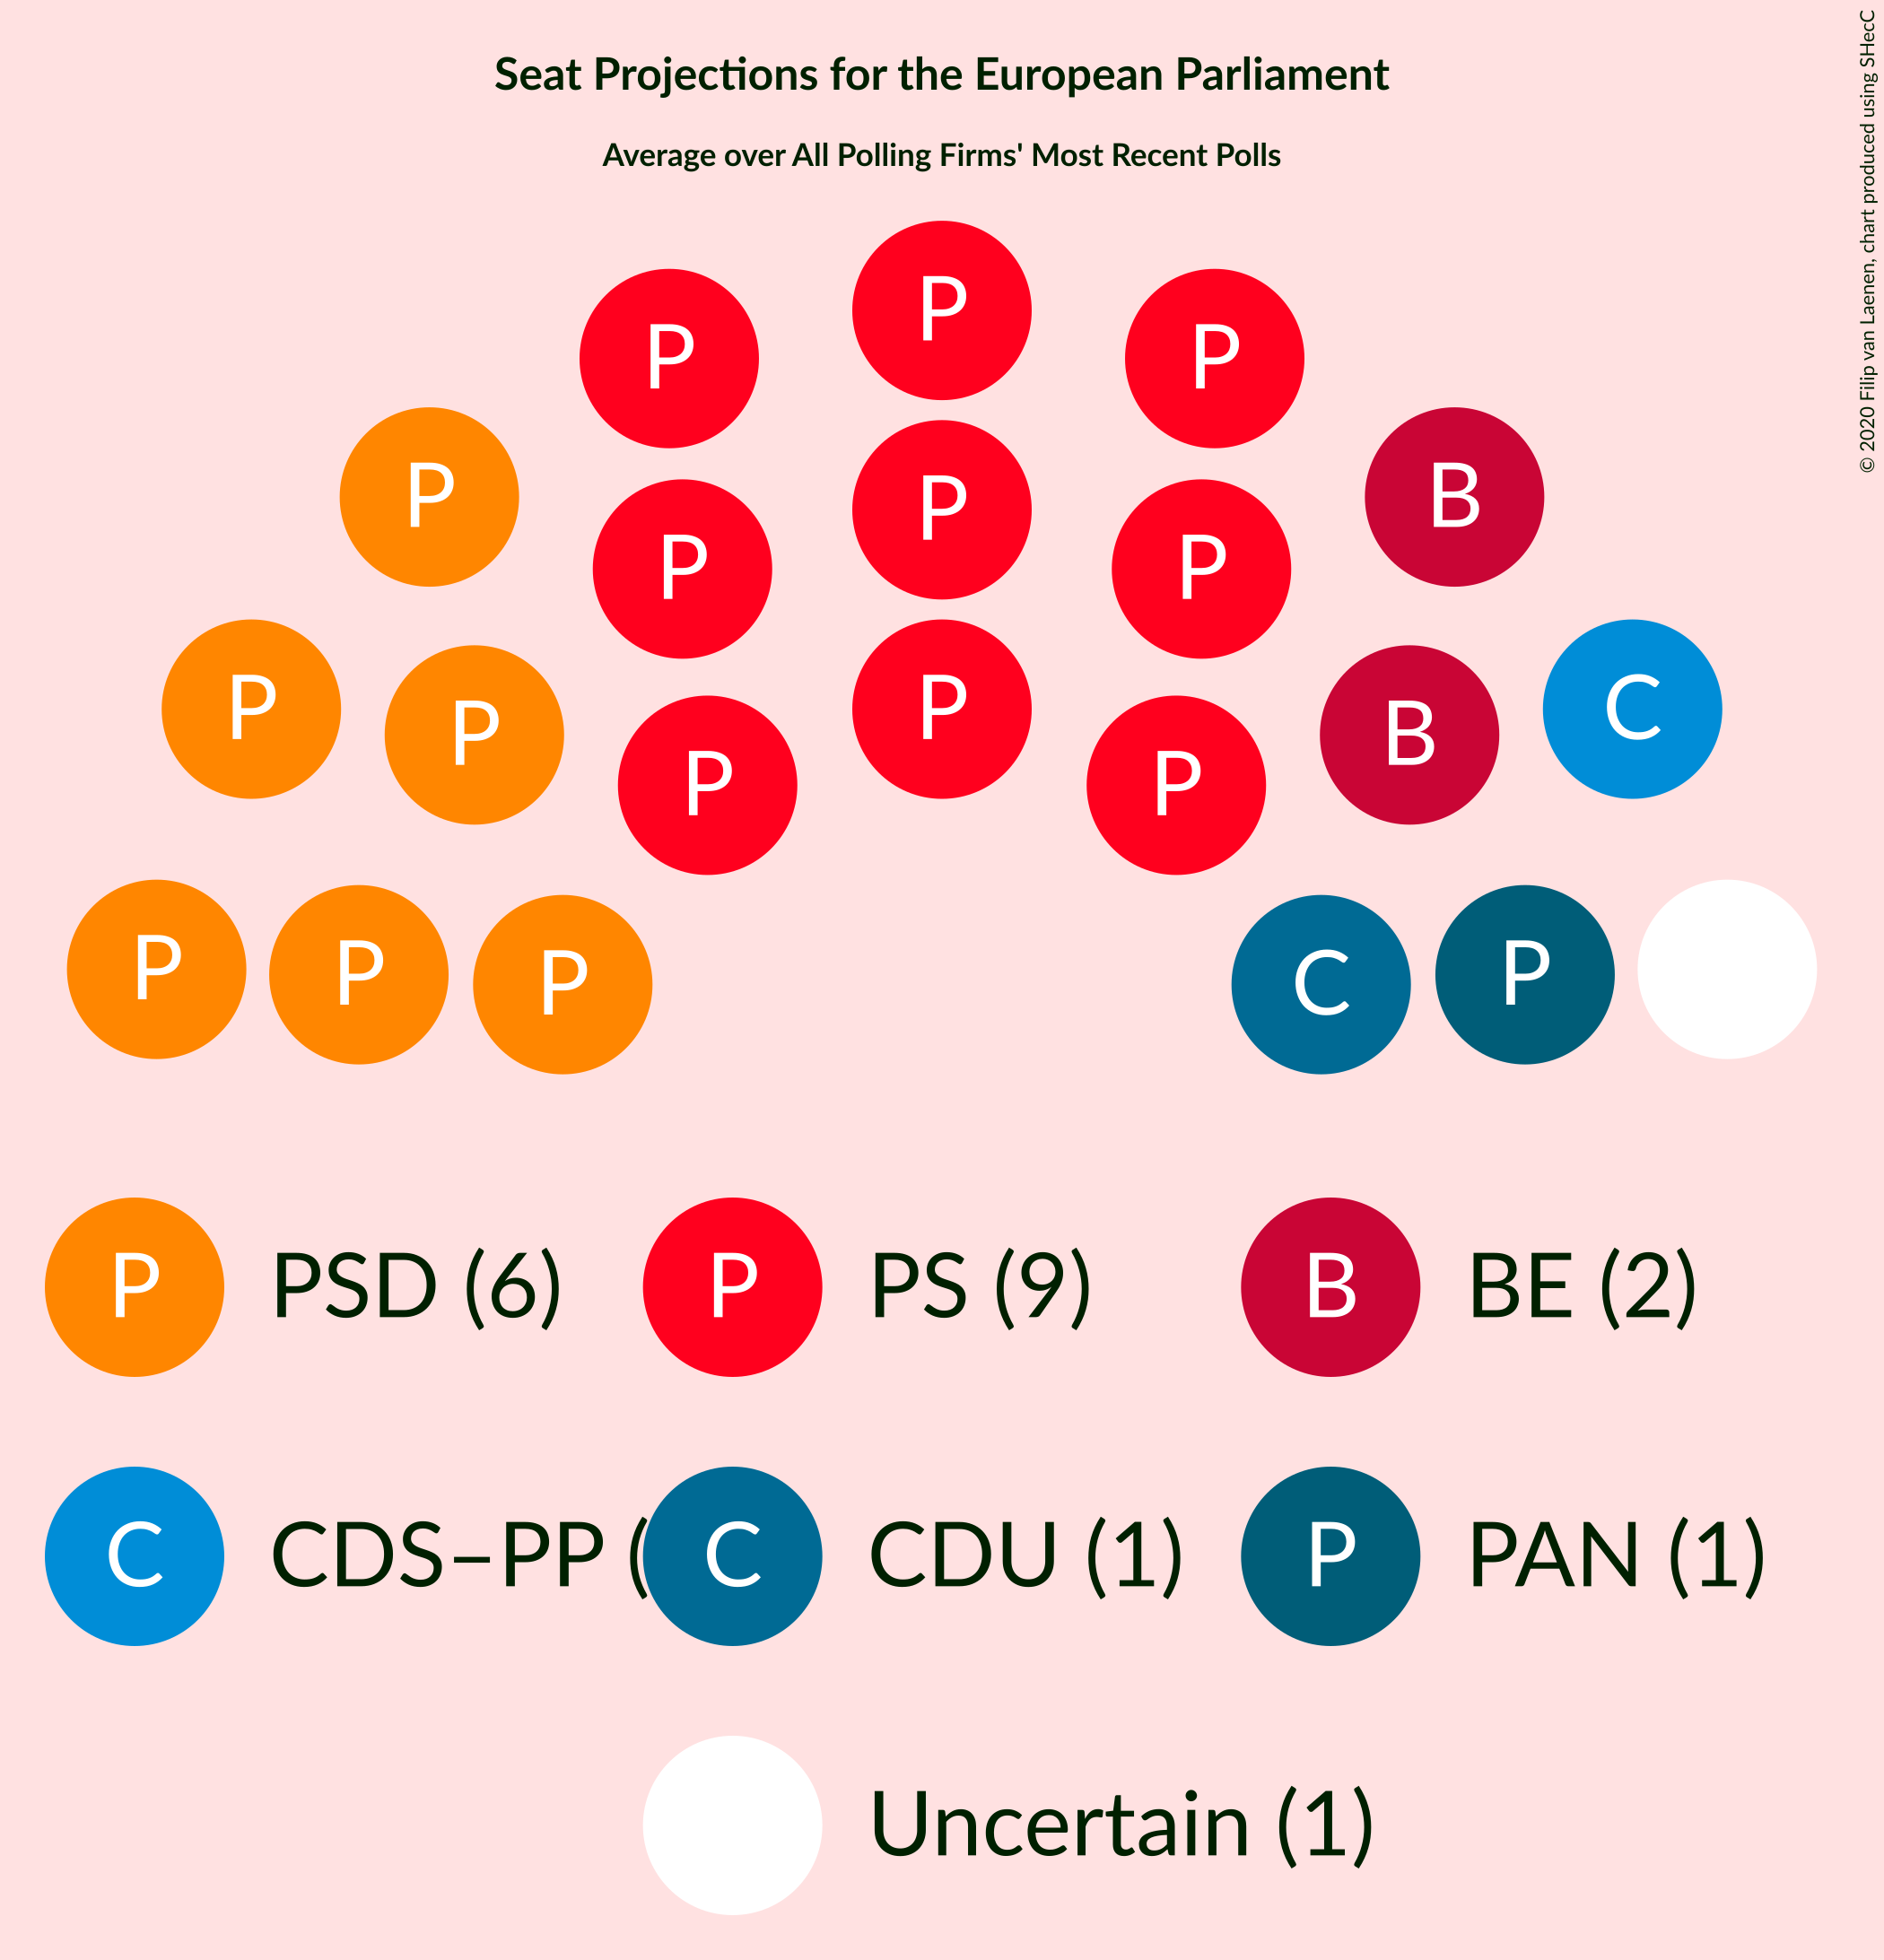 Seat Projections for the European Parliament
Average over All Polling Firms' Most Recent Polls
© 2020 Filip van Laenen, chart produced using SHecC
P
P P
P B
P
P P
P P C
P P B
P P
P P P C P
P PSD (6) P PS (9) B BE (2)
C CDS–PP ( C CDU (1) P PAN (1)
Uncertain (1)